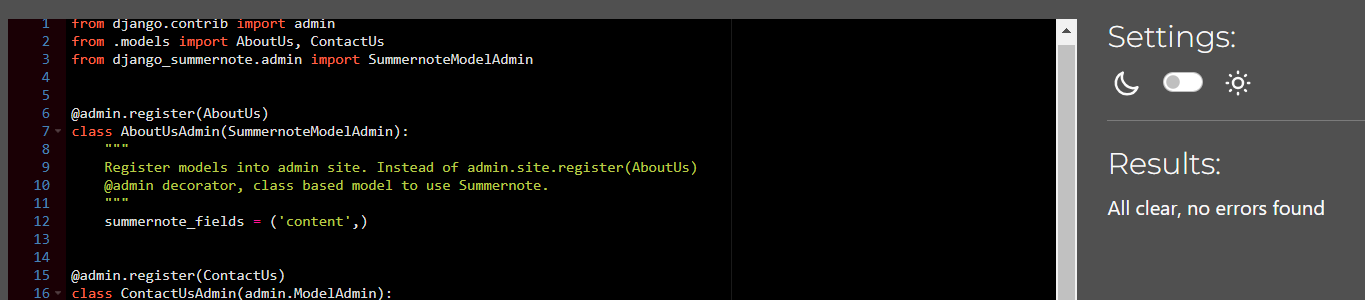 1 from django.contrib import admin
2 from .models import AboutUs, ContactUs
3 from django_summernote.admin import SummernoteModelAdmin
4
5
6 @admin.register(AboutUs)
7 class AboutUsAdmin(SummernoteModelAdmin):
8     """
9     Register models into admin site. Instead of admin.site.register(AboutUs)
10     @admin decorator, class based model to use Summernote.
11     """
12     summernote_fields = ('content',)
13
14
15 @admin.register(ContactUs)
16 class ContactUsAdmin(admin.ModelAdmin):
Settings:
Results:
All clear, no errors found